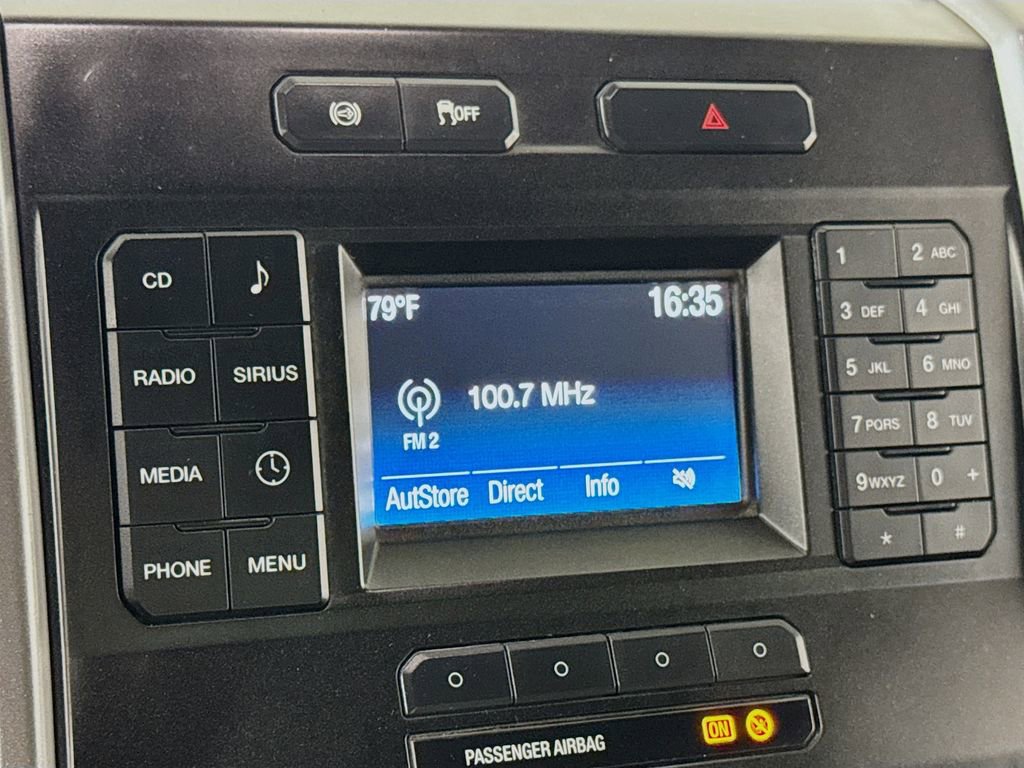 OFF
CD
RADIO SIRIUS
MEDIA
PHONE MENU
79°F 16:35
100.7 MHz
FM 2
AutStore Direct Info
1 2 ABC
3 DEF 4 GHI
5 JKL 6 MNO
7 PQRS 8 TUV
9 WXYZ 0 +
* #
PASSENGER AIRBAG ON